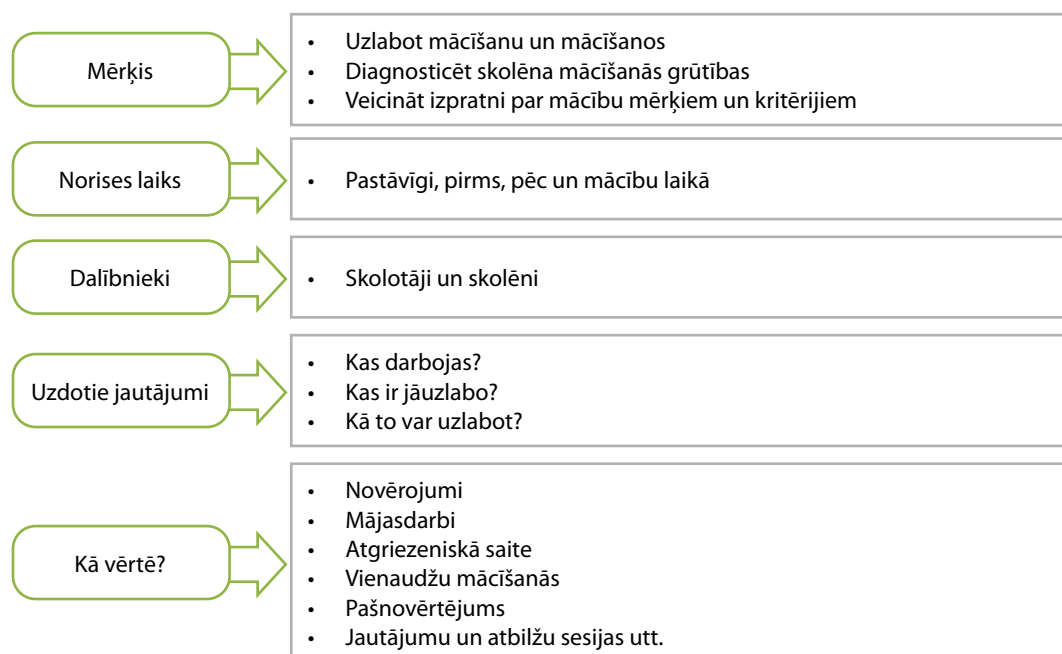 Mērķis
• Uzlabot mācīšanu un mācīšanos
• Diagnosticēt skolēna mācīšanās grūtības
• Veicināt izpratni par mācību mērķiem un kritērijiem
Norises laiks
• Pastāvīgi, pirms, pēc un mācību laikā
Dalībnieki
• Skolotāji un skolēni
Uzdotie jautājumi
• Kas darbojas?
• Kas ir jāuzlabo?
• Kā to var uzlabot?
Kā vērtē?
• Novērojumi
• Mājasdarbi
• Atgriezeniskā saite
• Vienaudžu mācīšanās
• Pašnovērtējums
• Jautājumu un atbilžu sesijas utt.